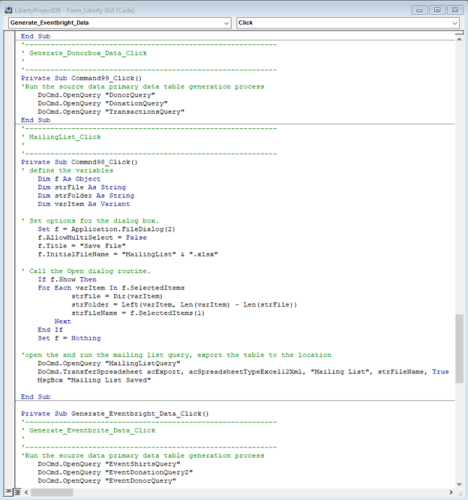 LibertyProjectDB - Form_Liberty GUI (Code)
Generate_Eventbright_Data Click
End Sub
'------------------------------------------------------------
' Generate_Donorbox_Data_Click
'
'------------------------------------------------------------
Private Sub Command99_Click()
'Run the source data primary data table generation process
DoCmd.OpenQuery "DonorQuery"
DoCmd.OpenQuery "DonationQuery"
DoCmd.OpenQuery "TransactionsQuery"
End Sub
'------------------------------------------------------------
' MailingList_Click
'
'------------------------------------------------------------
Private Sub Commnd98_Click()
' define the variables
Dim f As Object
Dim strFile As String
Dim strFolder As String
Dim varItem As Variant
' Set options for the dialog box.
Set f = Application.FileDialog(2)
f.AllowMultiSelect = False
f.Title = "Save File"
f.InitialFileName = "MailingList" & ".xlsx"
' Call the Open dialog routine.
If f.Show Then
For Each varItem In f.SelectedItems
strFile = Dir(varItem)
strFolder = Left(varItem, Len(varItem) - Len(strFile))
strFileName = f.SelectedItems(1)
Next
End If
Set f = Nothing
'open the and run the mailing list query, export the table to the location
DoCmd.OpenQuery "MailingListQuery"
DoCmd.TransferSpreadsheet acExport, acSpreadsheetTypeExcel12Xml, "Mailing List", strFileName, True
MsgBox "Mailing List Saved"
End Sub
Private Sub Generate_Eventbright_Data_Click()
'------------------------------------------------------------
' Generate_Eventbrite_Data_Click
'
'------------------------------------------------------------
'Run the source data primary data table generation process
DoCmd.OpenQuery "EventShirtsQuery"
DoCmd.OpenQuery "EventDonationQuery2"
DoCmd.OpenQuery "EventDonorQuery"